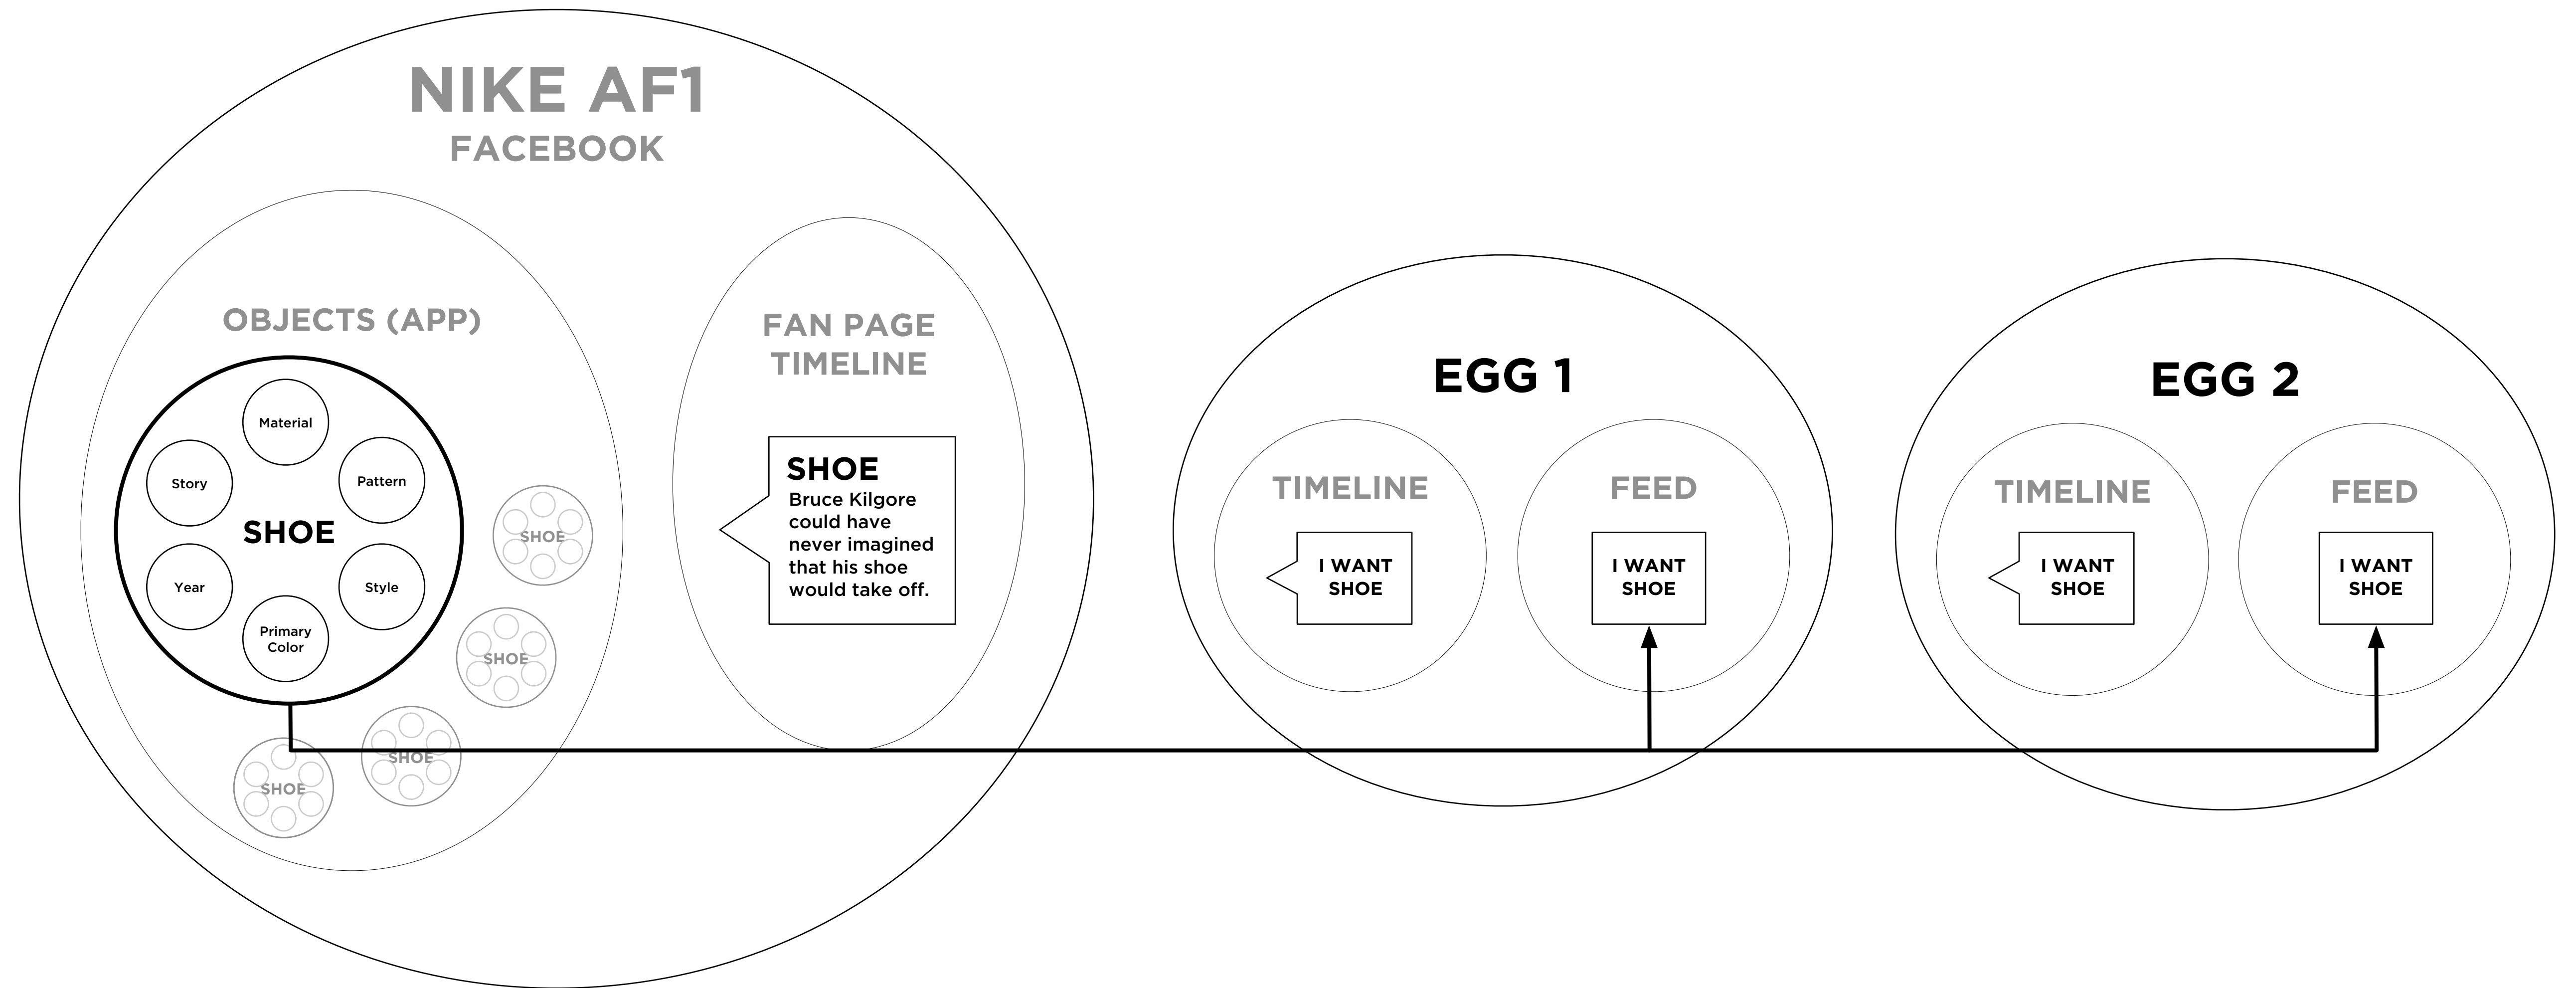 NIKE AF1
FACEBOOK
OBJECTS (APP)
Material
Story
Pattern
SHOE
Year
Style
Primary
Color
SHOE
SHOE
SHOE
SHOE
FAN PAGE
TIMELINE
SHOE
Bruce Kilgore
could have
never imagined
that his shoe
would take off.
EGG 1
TIMELINE
I WANT
SHOE
FEED
I WANT
SHOE
EGG 2
TIMELINE
I WANT
SHOE
FEED
I WANT
SHOE